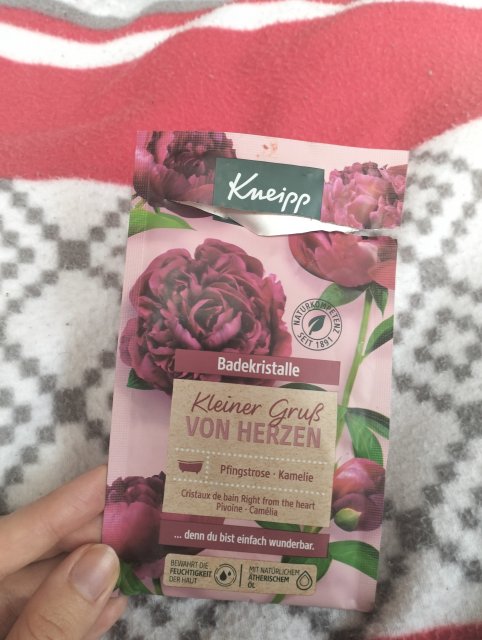 Kneipp
NATURKOMPETENZ
SEIT 1891
Badekristalle
Kleiner Gruß
VON HERZEN
Pfingstrose · Kamelie
Cristaux de bain Right from the heart
Pivoine · Camélia
... denn du bist einfach wunderbar.
BEWAHRT DIE
FEUCHTIGKEIT
DER HAUT
MIT NATÜRLICHEM
ÄTHERISCHEM
ÖL